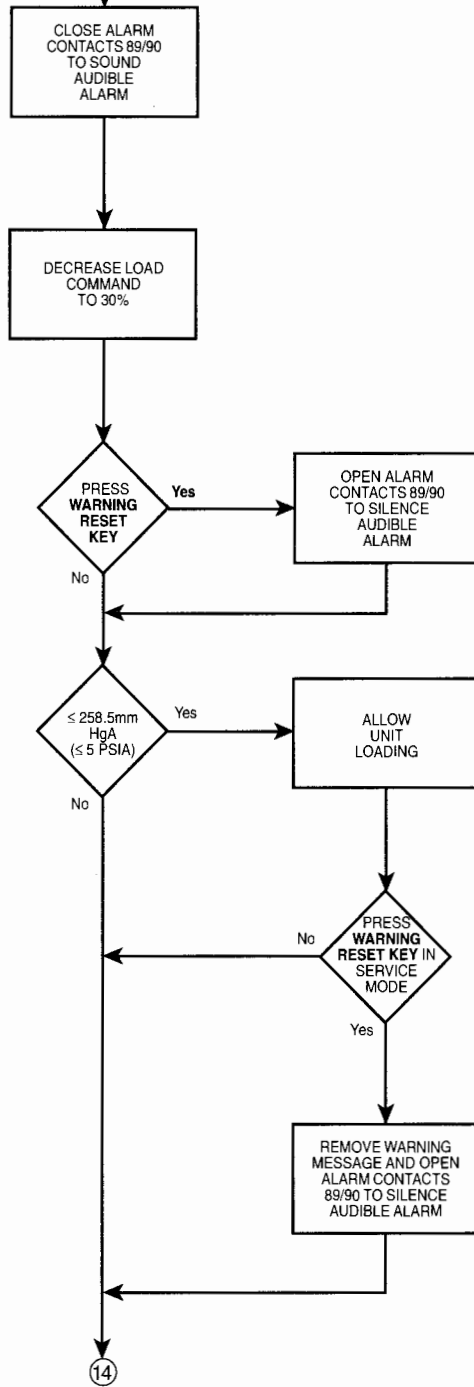 CLOSE ALARM
CONTACTS 89/90
TO SOUND
AUDIBLE
ALARM
DECREASE LOAD
COMMAND
TO 30%
PRESS
WARNING
RESET
KEY
Yes
No
OPEN ALARM
CONTACTS 89/90
TO SILENCE
AUDIBLE
ALARM
≤ 258.5mm
HgA
(≤ 5 PSIA)
Yes
No
ALLOW
UNIT
LOADING
PRESS
WARNING
RESET KEY IN
SERVICE
MODE
No
Yes
REMOVE WARNING
MESSAGE AND OPEN
ALARM CONTACTS
89/90 TO SILENCE
AUDIBLE ALARM
14